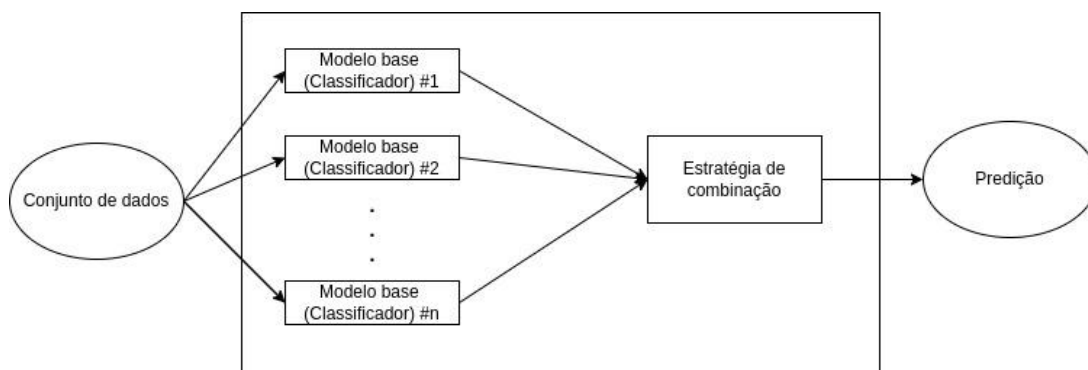 Modelo base
(Classificador) #1
Modelo base
(Classificador) #2
Conjunto de dados
Estratégia de
combinação
Predição
.
.
.
Modelo base
(Classificador) #n